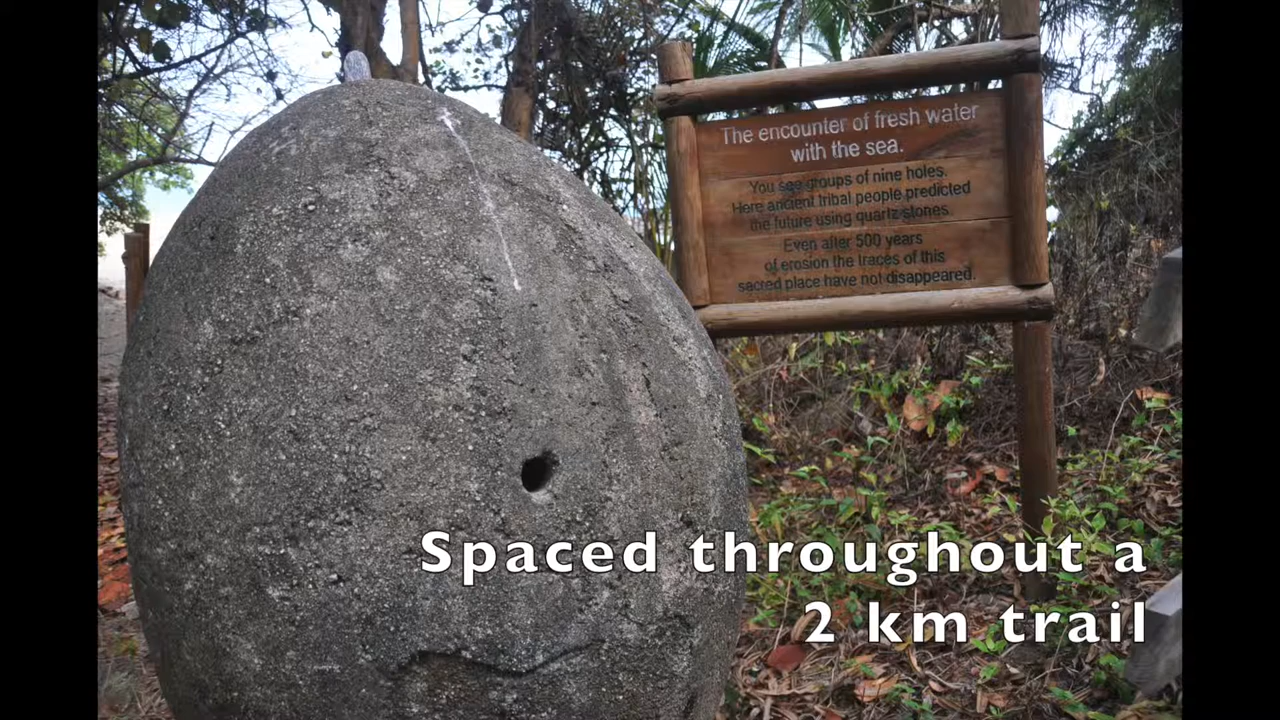 The encounter of fresh water
with the sea.
You see groups of nine holes.
Here ancient tribal people predicted
the future using quartz stones.
Even after 500 years
of erosion the traces of this
sacred place have not disappeared.
Spaced throughout a
2 km trail